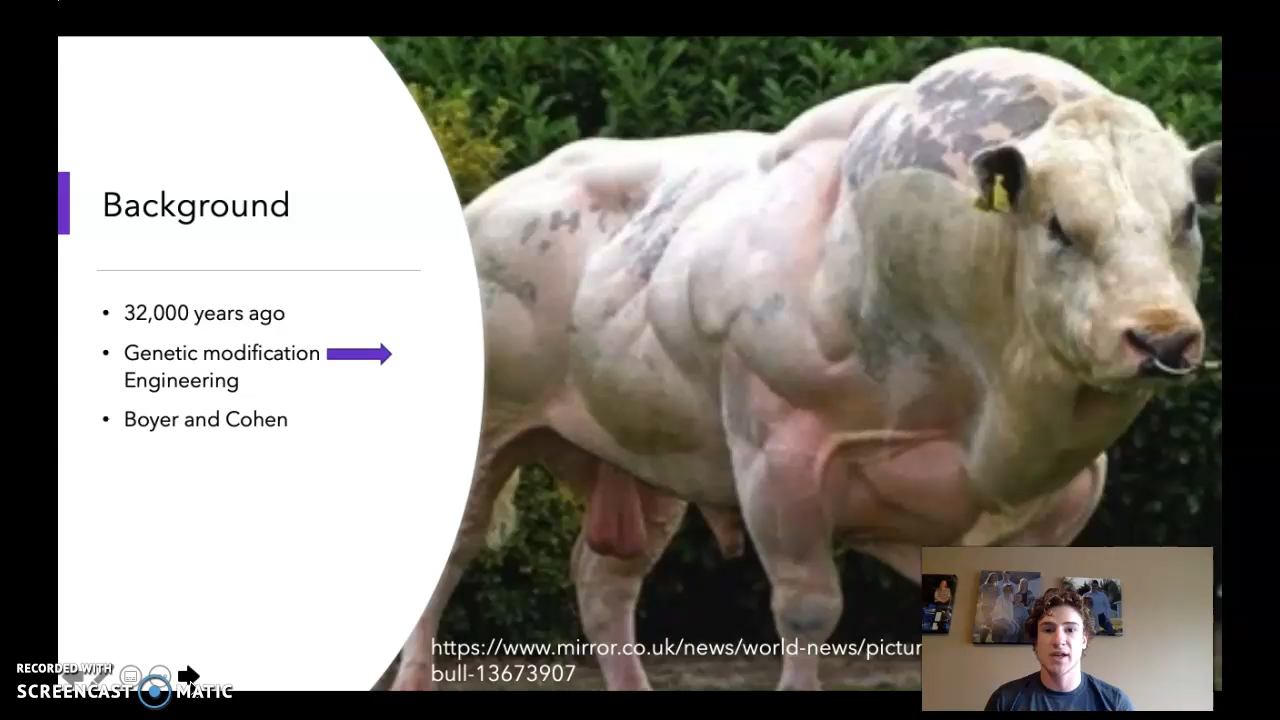 Background
• 32,000 years ago
• Genetic modification
Engineering
• Boyer and Cohen
https://www.mirror.co.uk/news/world-news/pictur
bull-13673907
RECORDED WITH
SCREENCAST MATIC